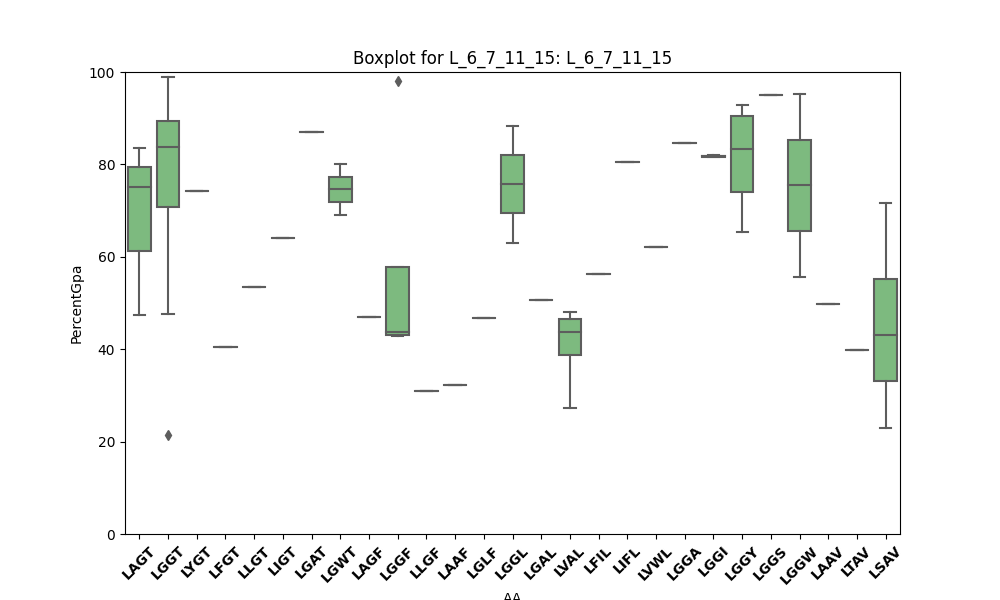 Boxplot for L_6_7_11_15: L_6_7_11_15
PercentGpa
100
80
60
40
20
0
LAGT LGGT LYGT LFGT LLGT LIGT LGAT LGWT LAGF LGGF LLGF LAAF LGLF LGGL LGAL LVAL LFIL LIFL LVWL LGGA LGGI LGGY LGGS LGGW LAAV LTAV LSAV
AA